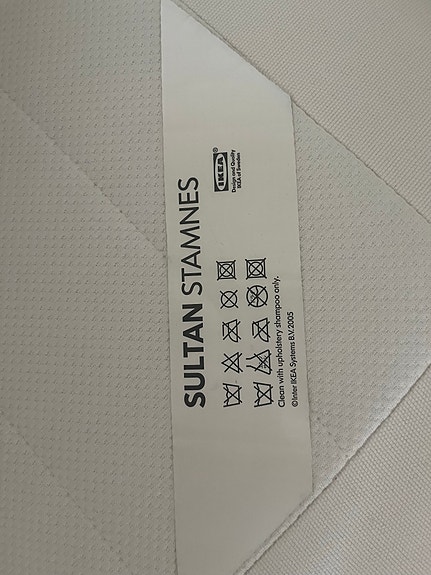 SULTAN STAMNES
IKEA®
Design and Quality
IKEA of Sweden
Clean with upholstery shampoo only.
©Inter IKEA Systems B.V. 2005